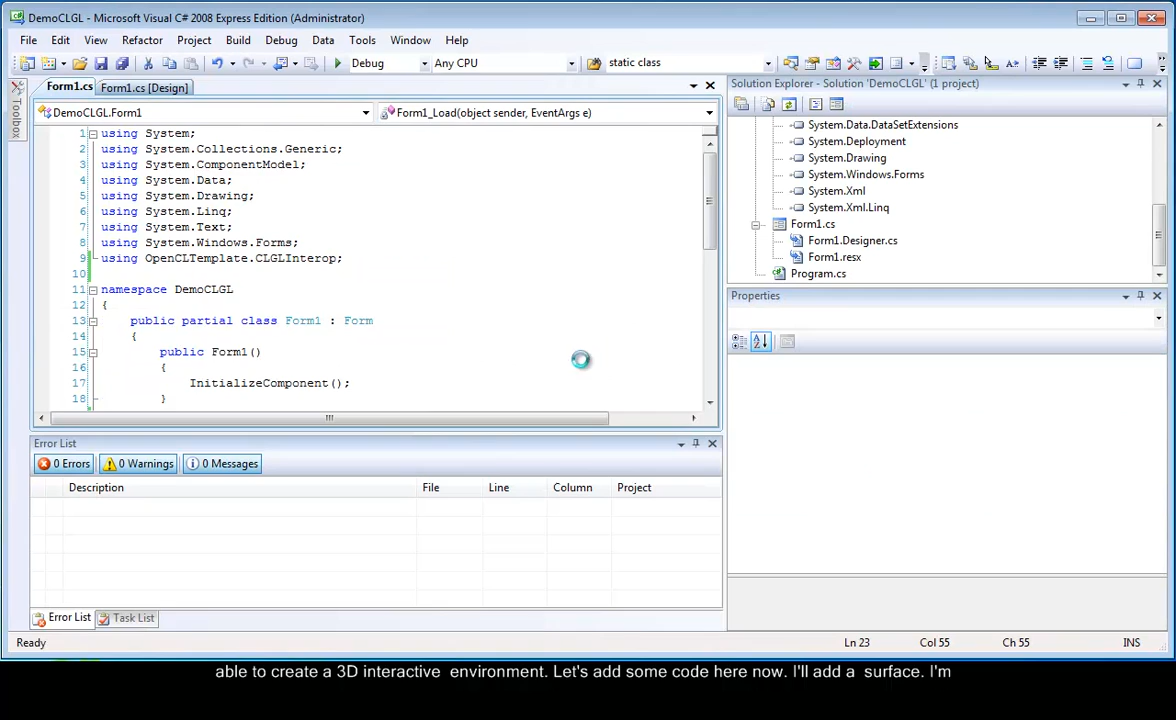 DemoCLGL - Microsoft Visual C# 2008 Express Edition (Administrator)
File Edit View Refactor Project Build Debug Data Tools Window Help
Debug Any CPU static class
Form1.cs Form1.cs [Design]
DemoCLGL.Form1 Form1_Load(object sender, EventArgs e)
Toolbox
1 using System;
2 using System.Collections.Generic;
3 using System.ComponentModel;
4 using System.Data;
5 using System.Drawing;
6 using System.Linq;
7 using System.Text;
8 using System.Windows.Forms;
9 using OpenCLTemplate.CLGLInterop;
10
11 namespace DemoCLGL
12 {
13 public partial class Form1 : Form
14 {
15 public Form1()
16 {
17 InitializeComponent();
18 }
Solution Explorer - Solution 'DemoCLGL' (1 project)
System.Data.DataSetExtensions
System.Deployment
System.Drawing
System.Windows.Forms
System.Xml
System.Xml.Linq
Form1.cs
Form1.Designer.cs
Form1.resx
Program.cs
Properties
Error List
0 Errors 0 Warnings 0 Messages
Description File Line Column Project
Error List Task List
Ready Ln 23 Col 55 Ch 55 INS
able to create a 3D interactive environment. Let's add some code here now. I'll add a surface. I'm